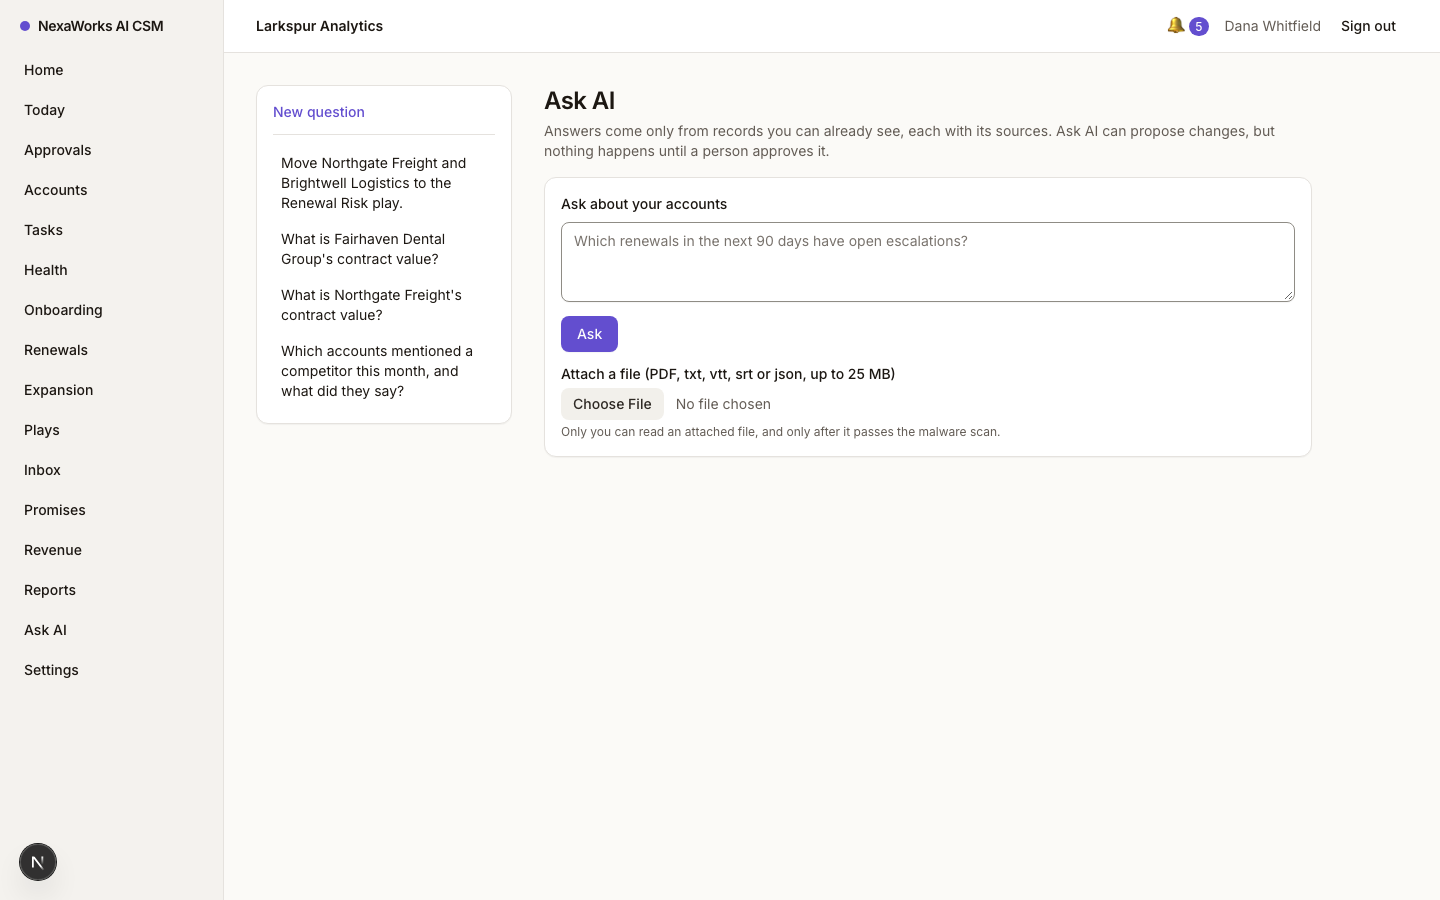 NexaWorks AI CSM
Home
Today
Approvals
Accounts
Tasks
Health
Onboarding
Renewals
Expansion
Plays
Inbox
Promises
Revenue
Reports
Ask AI
Settings
N
Larkspur Analytics
5
Dana Whitfield
Sign out
New question
Move Northgate Freight and
Brightwell Logistics to the
Renewal Risk play.
What is Fairhaven Dental
Group's contract value?
What is Northgate Freight's
contract value?
Which accounts mentioned a
competitor this month, and
what did they say?
Ask AI
Answers come only from records you can already see, each with its sources. Ask AI can propose changes, but
nothing happens until a person approves it.
Ask about your accounts
Which renewals in the next 90 days have open escalations?
Ask
Attach a file (PDF, txt, vtt, srt or json, up to 25 MB)
Choose File No file chosen
Only you can read an attached file, and only after it passes the malware scan.